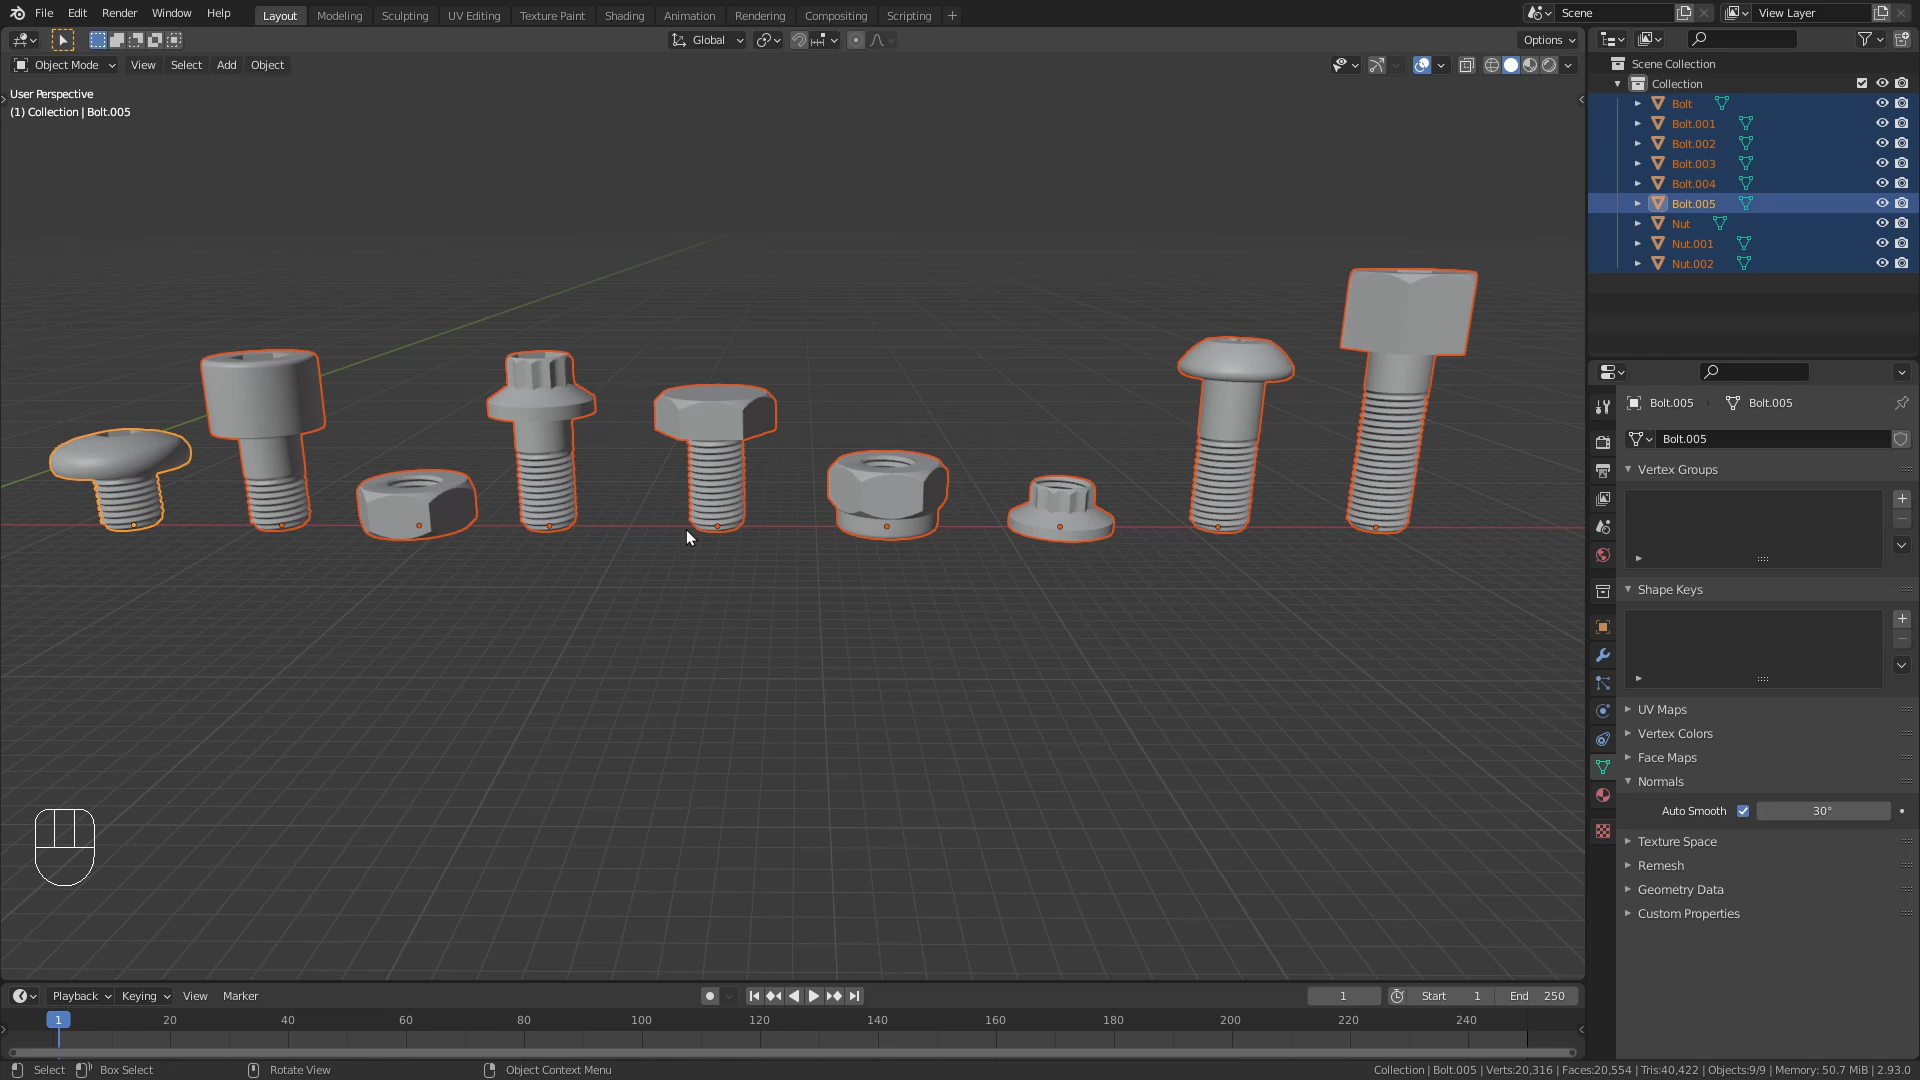 File Edit Render Window Help Layout Modeling Sculpting UV Editing Texture Paint Shading Animation Rendering Compositing Scripting + Scene View Layer
Global Options
Object Mode View Select Add Object
User Perspective
(1) Collection | Bolt.005
Scene Collection
Collection
Bolt
Bolt.001
Bolt.002
Bolt.003
Bolt.004
Bolt.005
Nut
Nut.001
Nut.002
Bolt.005 Bolt.005
Bolt.005
Vertex Groups
Shape Keys
UV Maps
Vertex Colors
Face Maps
Normals
Auto Smooth 30°
Texture Space
Remesh
Geometry Data
Custom Properties
Playback Keying View Marker 1 Start 1 End 250
1 20 40 60 80 100 120 140 160 180 200 220 240
Select Box Select Rotate View Object Context Menu Collection | Bolt.005 | Verts:20,316 | Faces:20,554 | Tris:40,422 | Objects:9/9 | Memory: 50.7 MiB | 2.93.0